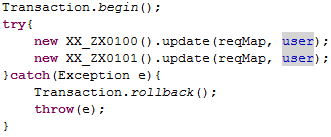 Transaction.begin();
try{
new XX_ZX0100().update(reqMap, user);
new XX_ZX0101().update(reqMap, user);
}catch(Exception e){
Transaction.rollback();
throw(e);
}